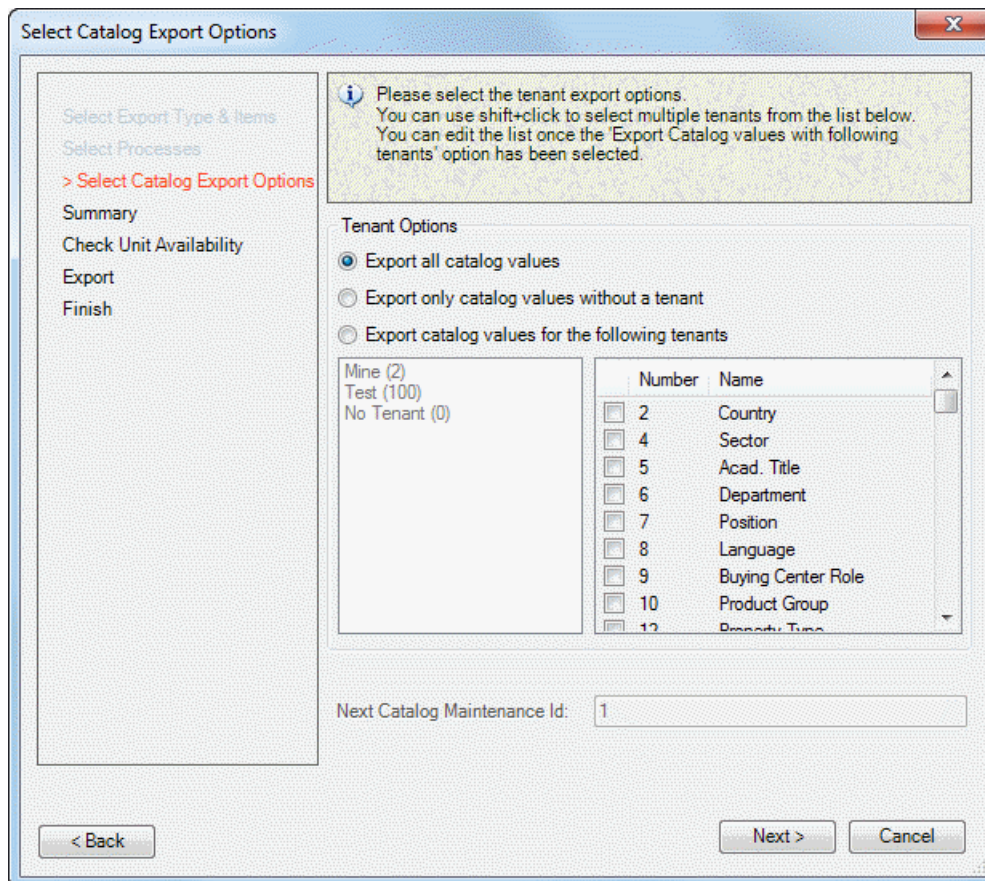 Select Catalog Export Options
Select Export Type & Items
Select Processes
> Select Catalog Export Options
Summary
Check Unit Availability
Export
Finish
Please select the tenant export options.
You can use shift+click to select multiple tenants from the list below.
You can edit the list once the 'Export Catalog values with following
tenants' option has been selected.
Tenant Options
Export all catalog values
Export only catalog values without a tenant
Export catalog values for the following tenants
Mine (2)
Test (100)
No Tenant (0)
Number Name
2 Country
4 Sector
5 Acad. Title
6 Department
7 Position
8 Language
9 Buying Center Role
10 Product Group
12 Property Type
Next Catalog Maintenance Id: 1
< Back
Next >
Cancel